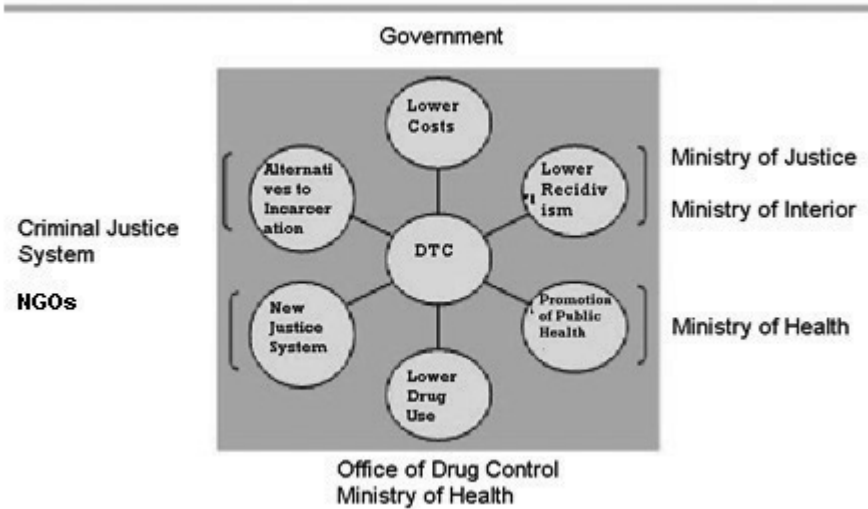 Government
Lower
Costs
Alternati
ves to
Incarcer
ation
Lower
Recidiv
ism
Ministry of Justice
Ministry of Interior
Criminal Justice
System
NGOs
DTC
New
Justice
System
Promotion
of Public
Health
Ministry of Health
Lower
Drug
Use
Office of Drug Control
Ministry of Health